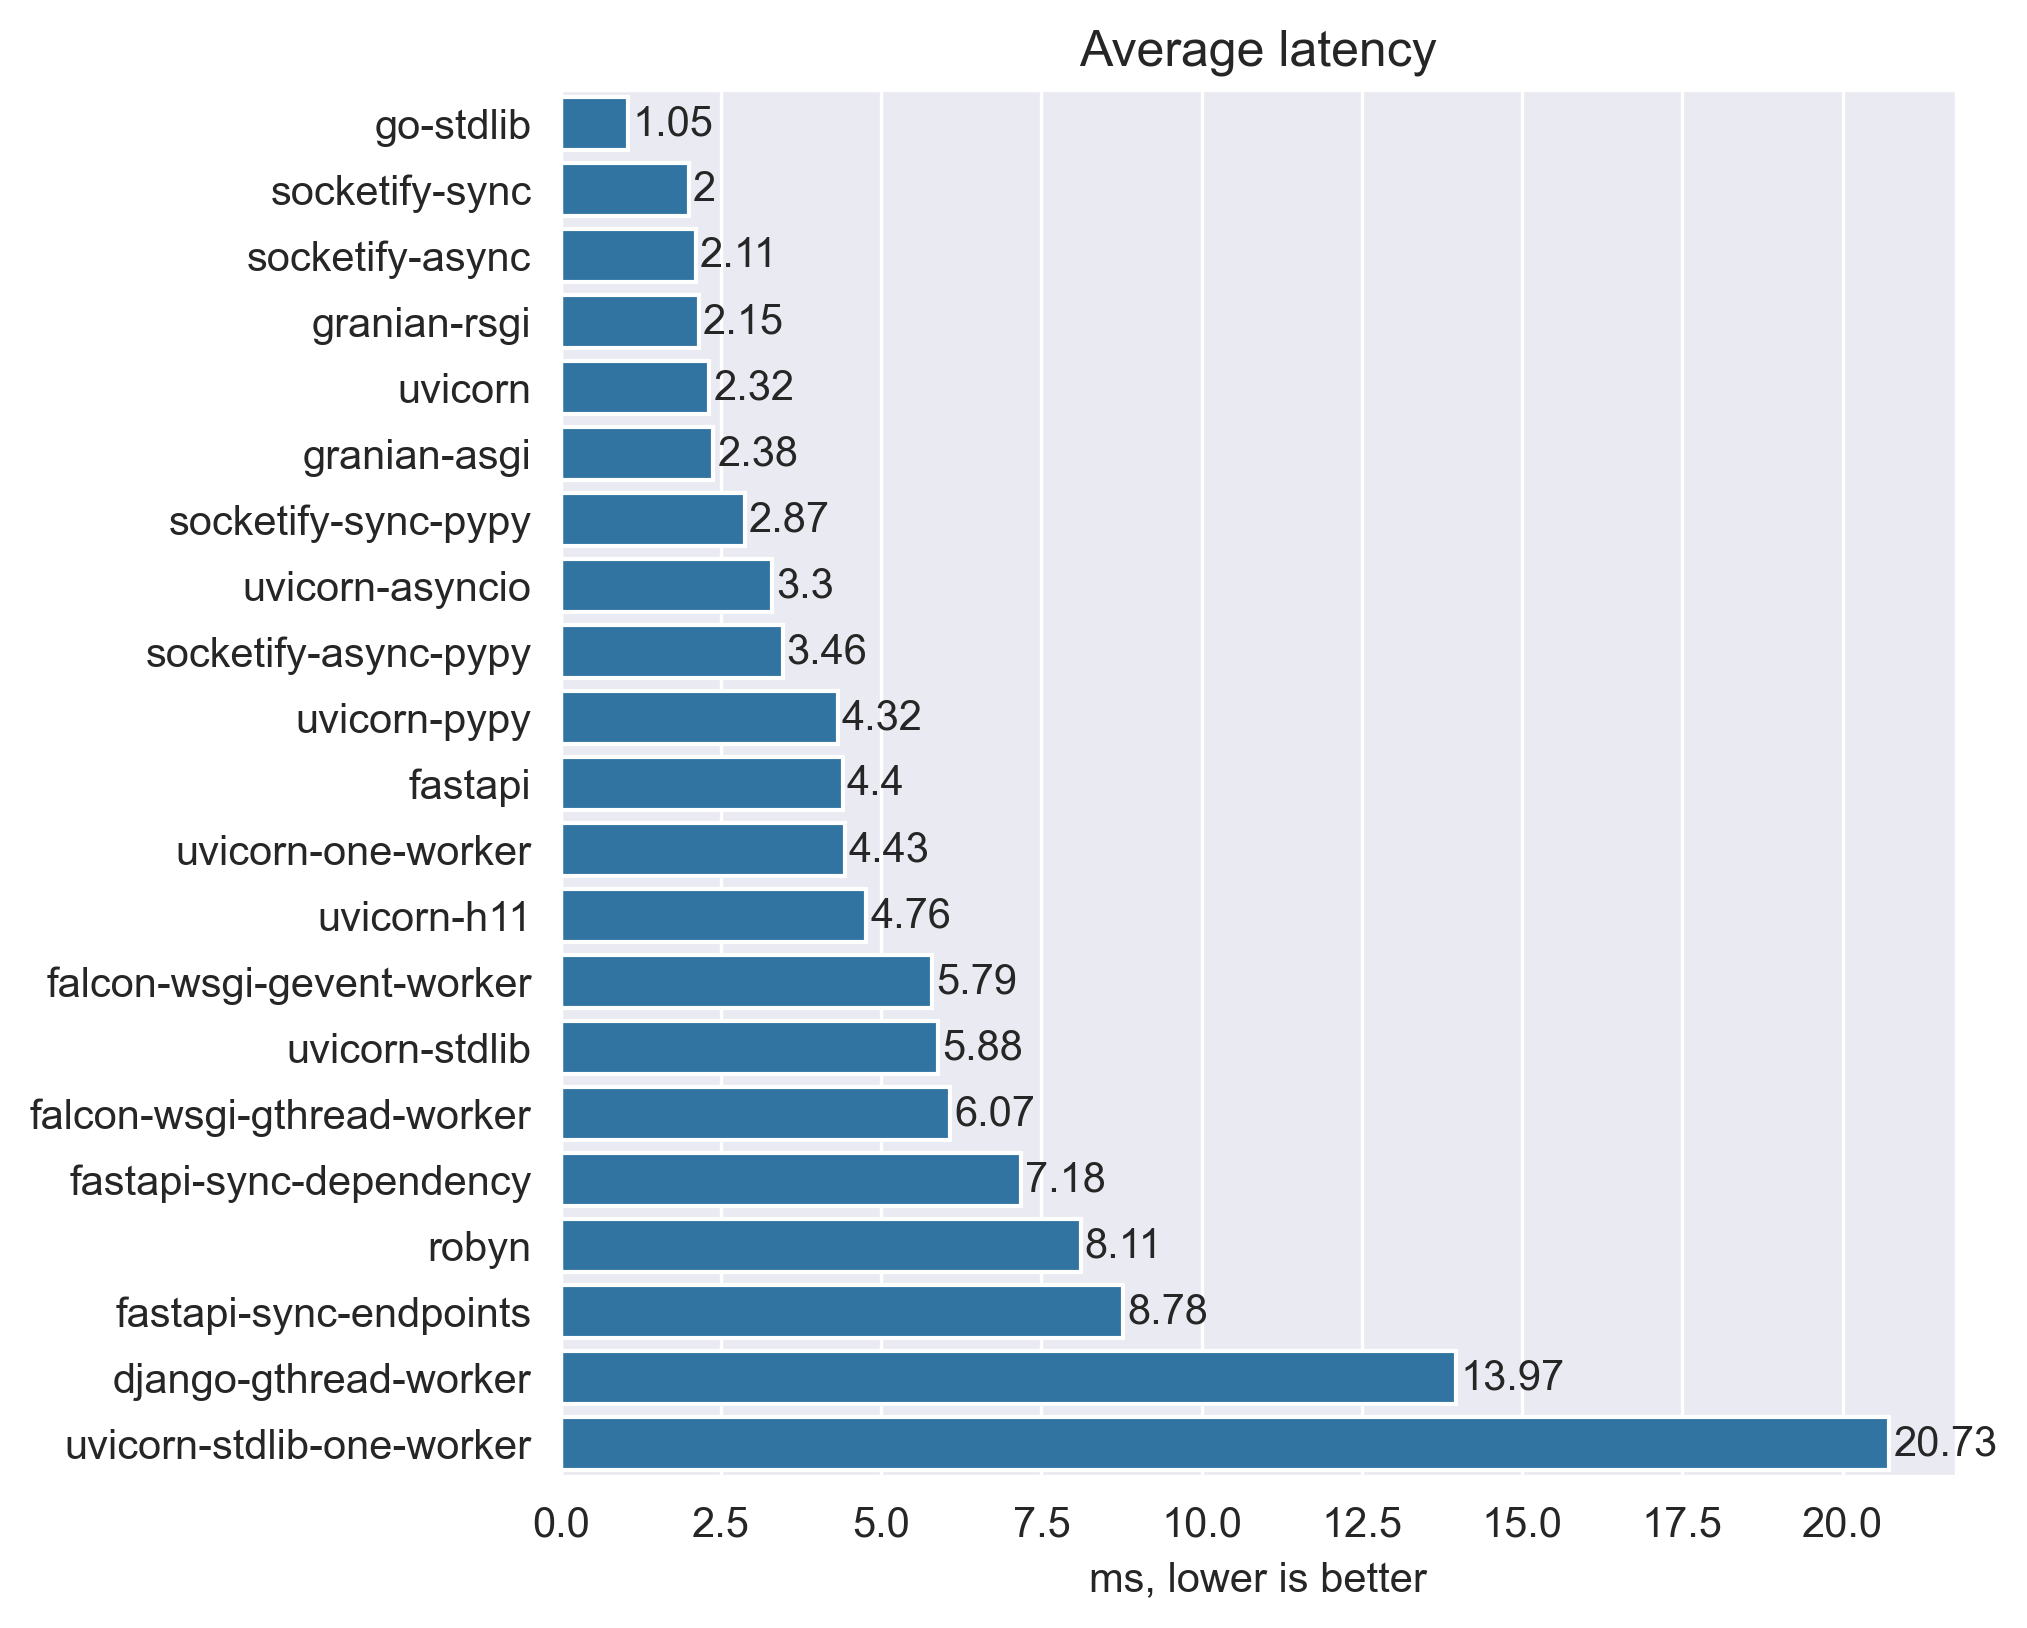 Average latency
go-stdlib 1.05
socketify-sync 2
socketify-async 2.11
granian-rsgi 2.15
uvicorn 2.32
granian-asgi 2.38
socketify-sync-pypy 2.87
uvicorn-asyncio 3.3
socketify-async-pypy 3.46
uvicorn-pypy 4.32
fastapi 4.4
uvicorn-one-worker 4.43
uvicorn-h11 4.76
falcon-wsgi-gevent-worker 5.79
uvicorn-stdlib 5.88
falcon-wsgi-gthread-worker 6.07
fastapi-sync-dependency 7.18
robyn 8.11
fastapi-sync-endpoints 8.78
django-gthread-worker 13.97
uvicorn-stdlib-one-worker 20.73
0.0 2.5 5.0 7.5 10.0 12.5 15.0 17.5 20.0
ms, lower is better